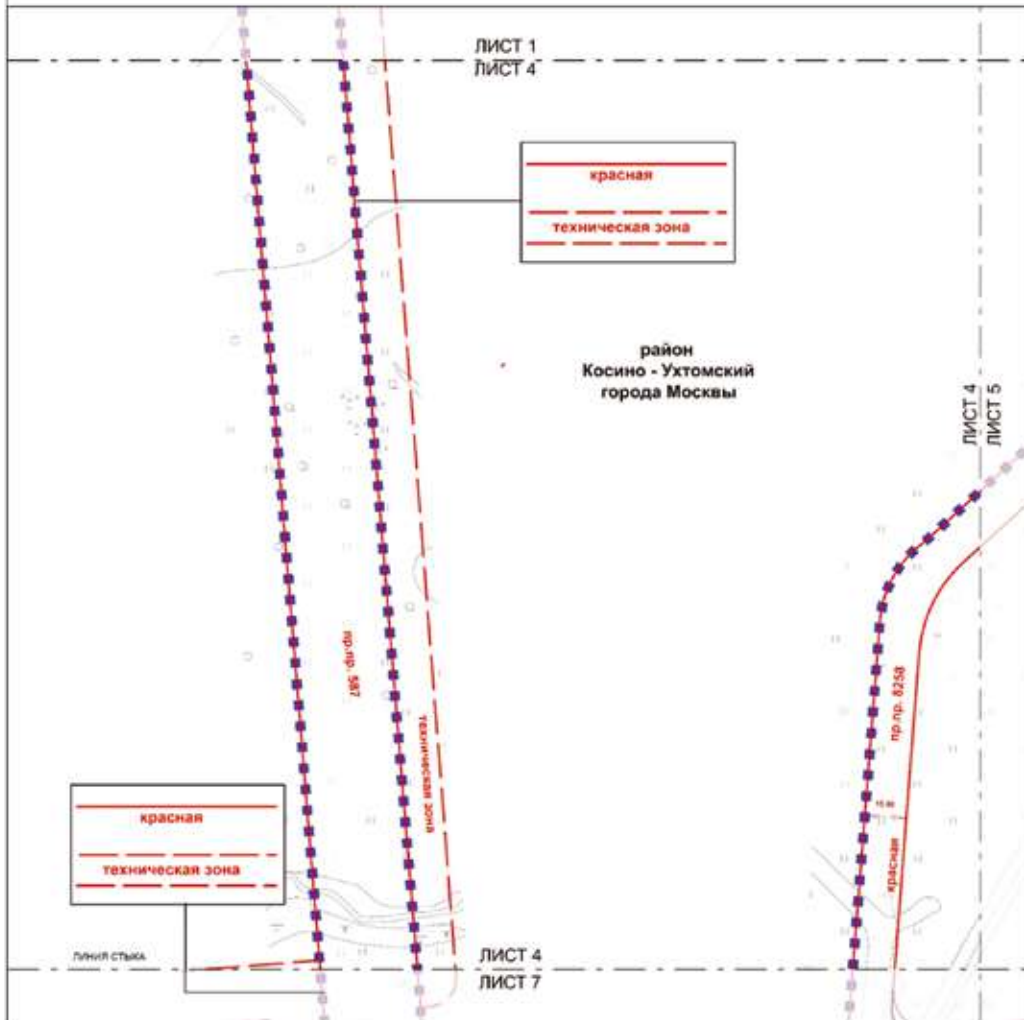 ЛИСТ 1
ЛИСТ 4
красная
техническая зона
район
Косино - Ухтомский
города Москвы
ЛИСТ 4
ЛИСТ 5
пр.пр. 587
техническая зона
пр.пр. 8258
красная
красная
техническая зона
ЛИНИЯ СТЫКА
ЛИСТ 4
ЛИСТ 7